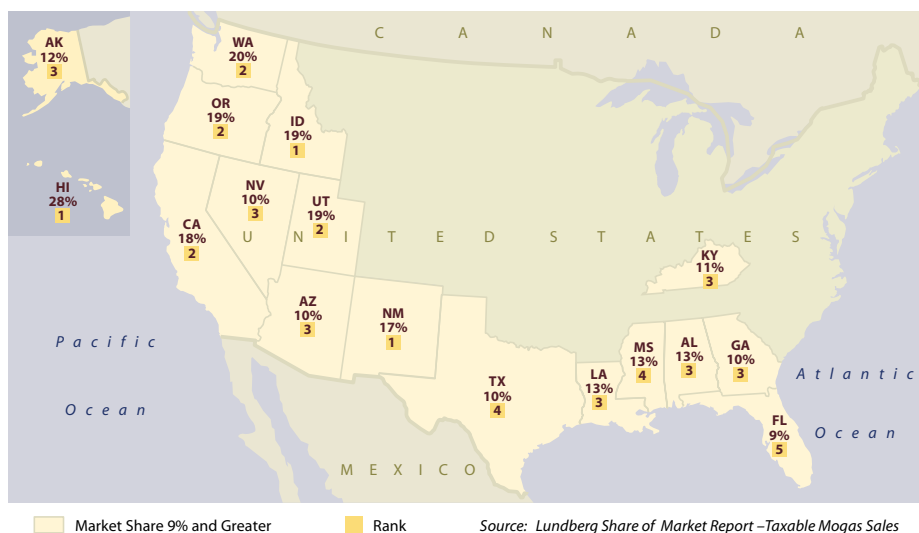 C A N A D A
AK
12%
3
WA
20%
2
OR
19%
2
ID
19%
1
HI
28%
1
NV
10%
3
UT
19%
2
CA
18%
2
U N I T E D S T A T E S
KY
11%
3
AZ
10%
3
NM
17%
1
Pacific
Ocean
TX
10%
4
LA
13%
3
MS
13%
4
AL
13%
3
GA
10%
3
Atlantic
Ocean
FL
9%
5
M E X I C O
Market Share 9% and Greater
Rank
Source: Lundberg Share of Market Report –Taxable Mogas Sales